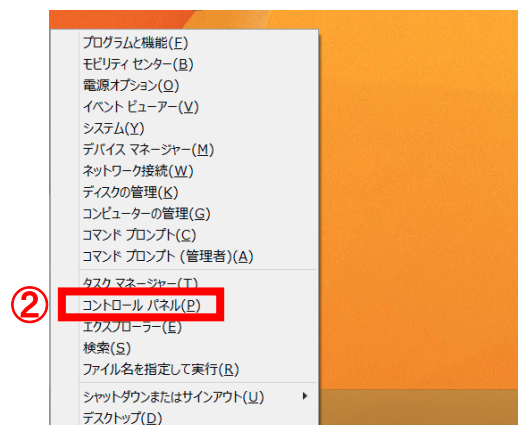 プログラムと機能(F)
モビリティ センター(B)
電源オプション(O)
イベント ビューアー(V)
システム(Y)
デバイス マネージャー(M)
ネットワーク接続(W)
ディスクの管理(K)
コンピューターの管理(G)
コマンド プロンプト(C)
コマンド プロンプト (管理者)(A)
タスク マネージャー(T)
② コントロール パネル(P)
エクスプローラー(E)
検索(S)
ファイル名を指定して実行(R)
シャットダウンまたはサインアウト(U)
デスクトップ(D)